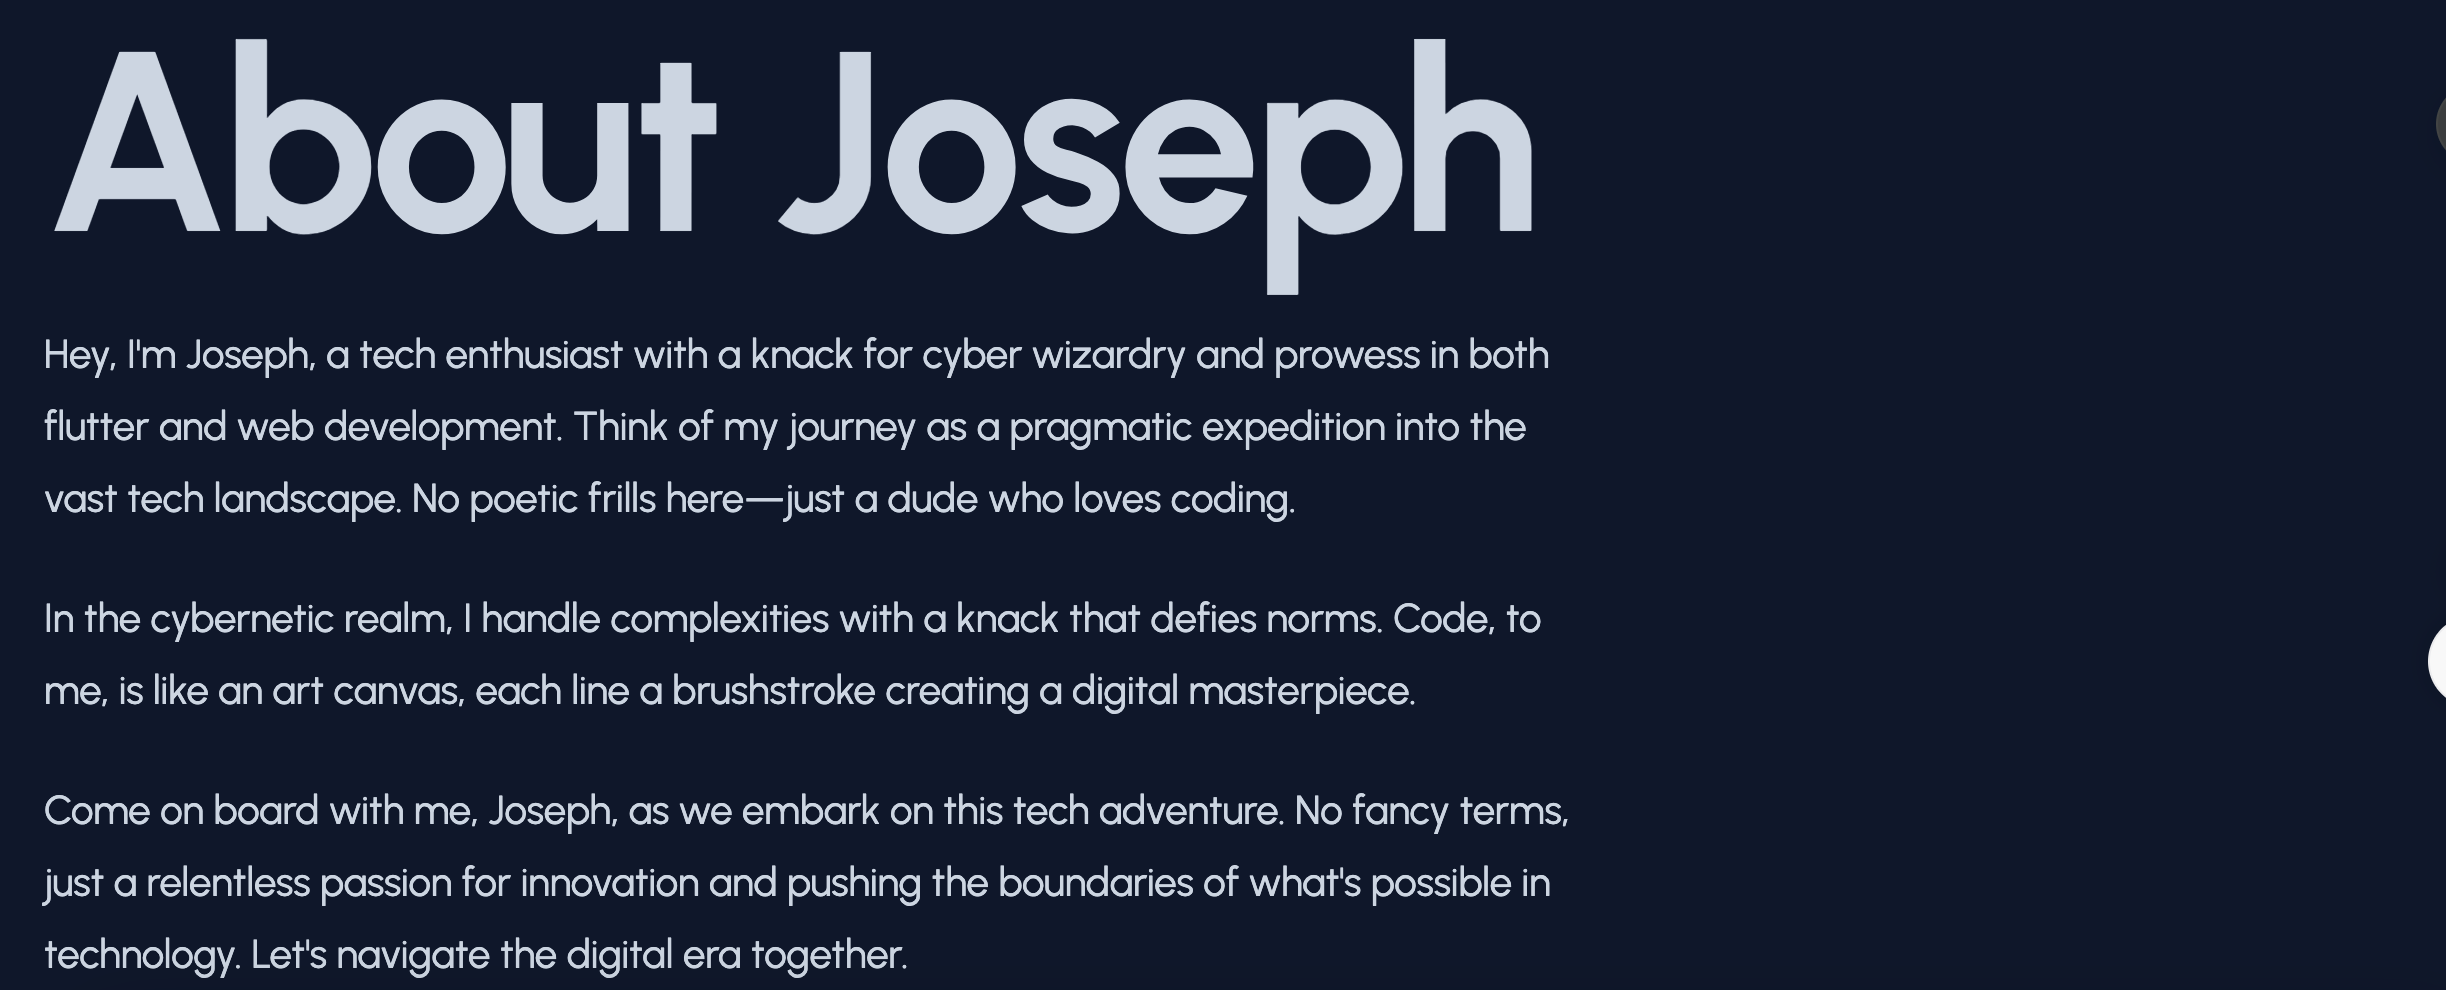 About Joseph
Hey, I'm Joseph, a tech enthusiast with a knack for cyber wizardry and prowess in both
flutter and web development. Think of my journey as a pragmatic expedition into the
vast tech landscape. No poetic frills here—just a dude who loves coding.
In the cybernetic realm, I handle complexities with a knack that defies norms. Code, to
me, is like an art canvas, each line a brushstroke creating a digital masterpiece.
Come on board with me, Joseph, as we embark on this tech adventure. No fancy terms,
just a relentless passion for innovation and pushing the boundaries of what's possible in
technology. Let's navigate the digital era together.